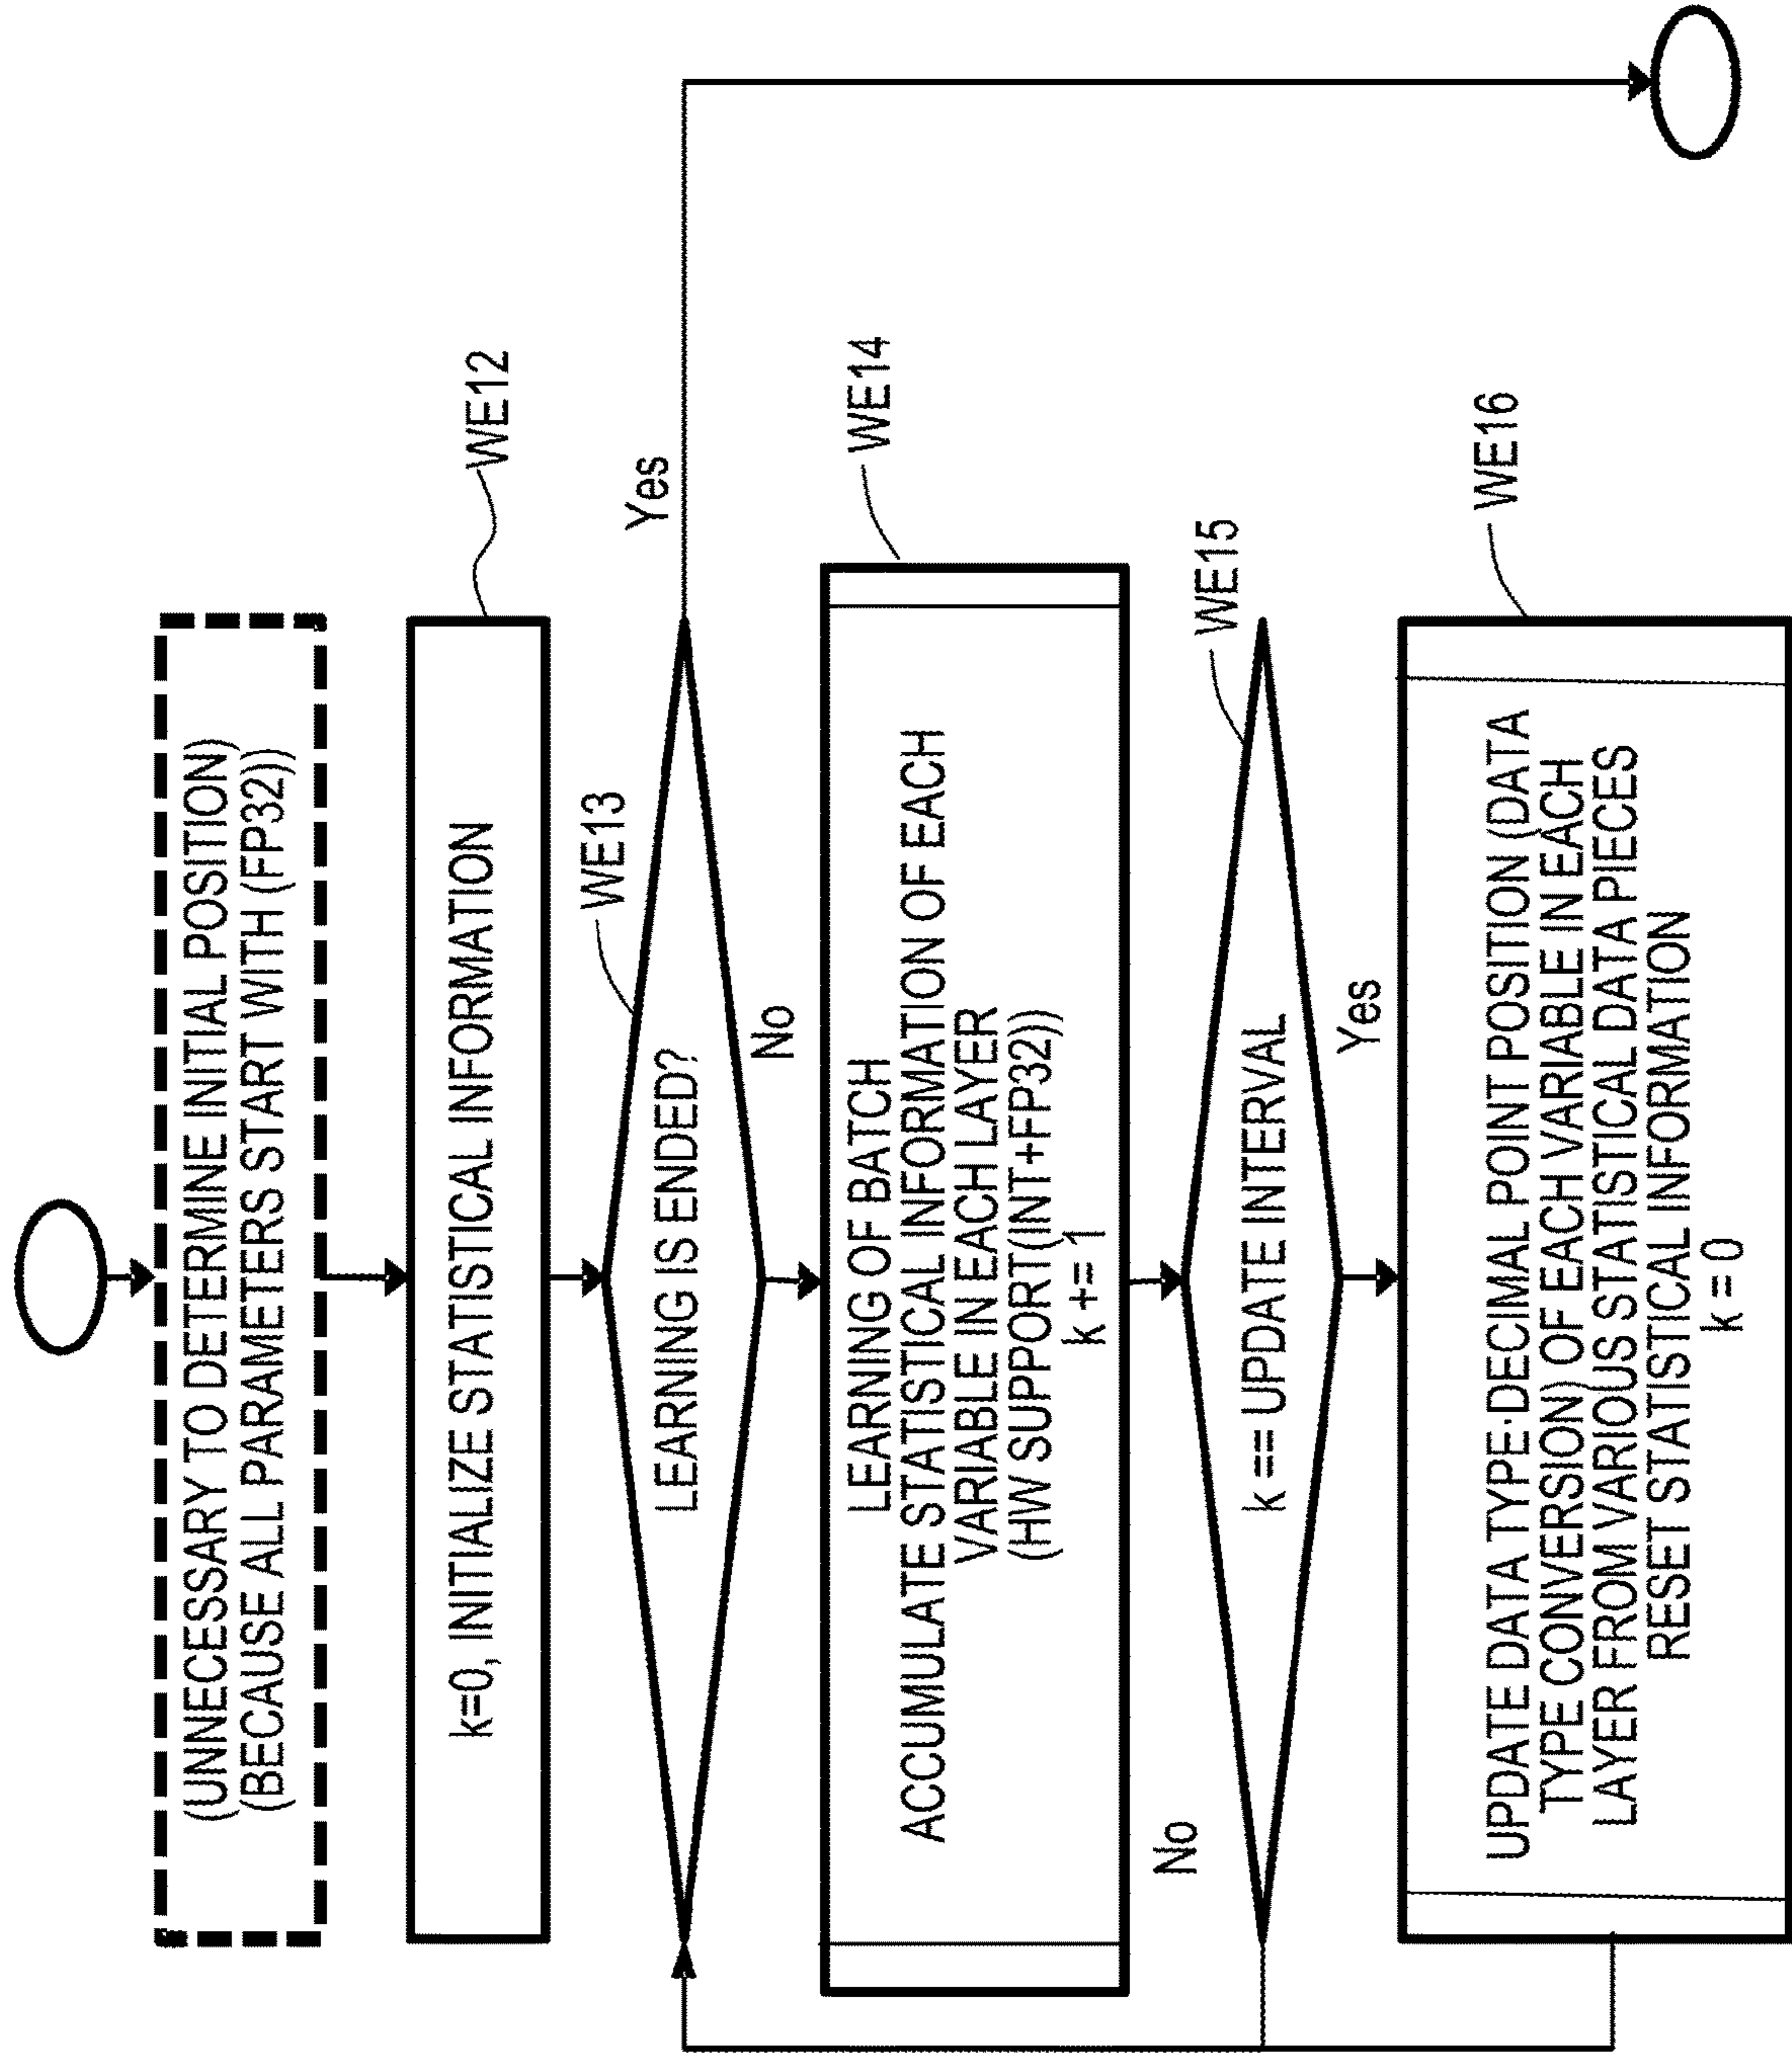 (UNNECESSARY TO DETERMINE INITIAL POSITION)
(BECAUSE ALL PARAMETERS START WITH (FP32))
WE12
k=0, INITIALIZE STATISTICAL INFORMATION
WE13
LEARNING IS ENDED?
Yes
No
WE14
LEARNING OF BATCH
ACCUMULATE STATISTICAL INFORMATION OF EACH
VARIABLE IN EACH LAYER
(HW SUPPORT(INT+FP32))
k += 1
WE15
k == UPDATE INTERVAL
No
Yes
WE16
UPDATE DATA TYPE·DECIMAL POINT POSITION (DATA
TYPE CONVERSION) OF EACH VARIABLE IN EACH
LAYER FROM VARIOUS STATISTICAL DATA PIECES
RESET STATISTICAL INFORMATION
k = 0